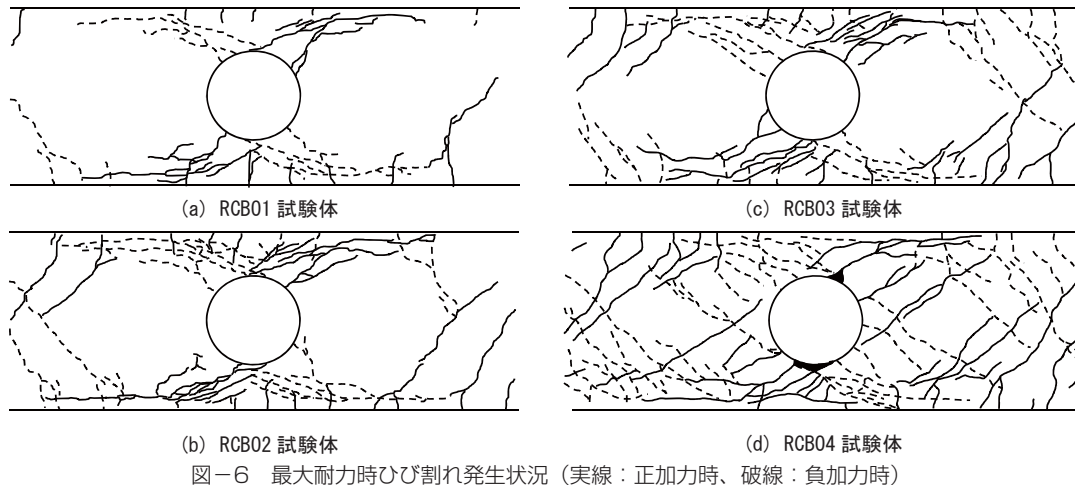 (a) RCB01 試験体
(c) RCB03 試験体
(b) RCB02 試験体
(d) RCB04 試験体
図－6 最大耐力時ひび割れ発生状況（実線：正加力時、破線：負加力時）